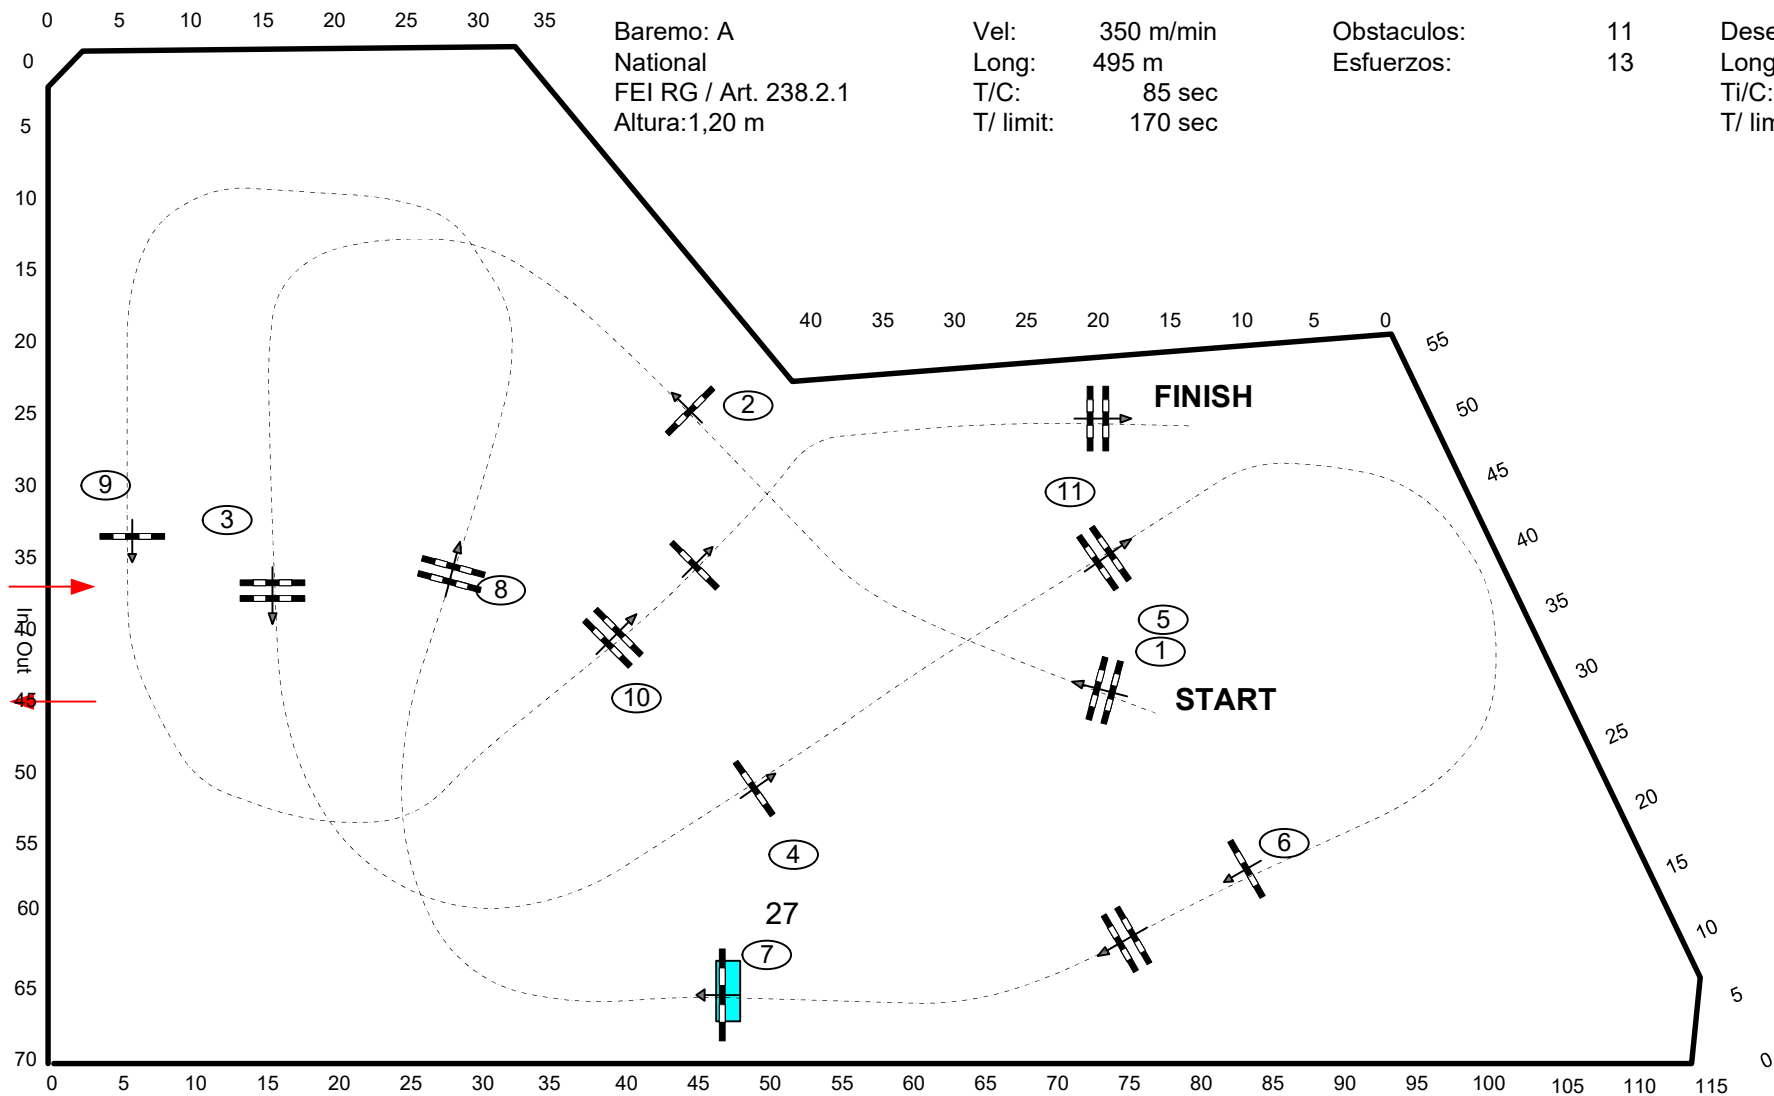 0 5 10 15 20 25 30 35
Baremo: A
National
FEI RG / Art. 238.2.1
Altura:1,20 m
Vel: 350 m/min
Long: 495 m
T/C: 85 sec
T/ limit: 170 sec
Obstaculos: 11
Esfuerzos: 13
Dese
Long
Ti/C:
T/ lim
0
5
10
15
20
25
30
35
40
45
50
55
60
65
70
In Out
40 35 30 25 20 15 10 5 0
55
50
45
40
35
30
25
20
15
10
5
0
FINISH
2
11
9
3
8
5
1
START
10
4
6
27
7
0 5 10 15 20 25 30 35 40 45 50 55 60 65 70 75 80 85 90 95 100 105 110 115